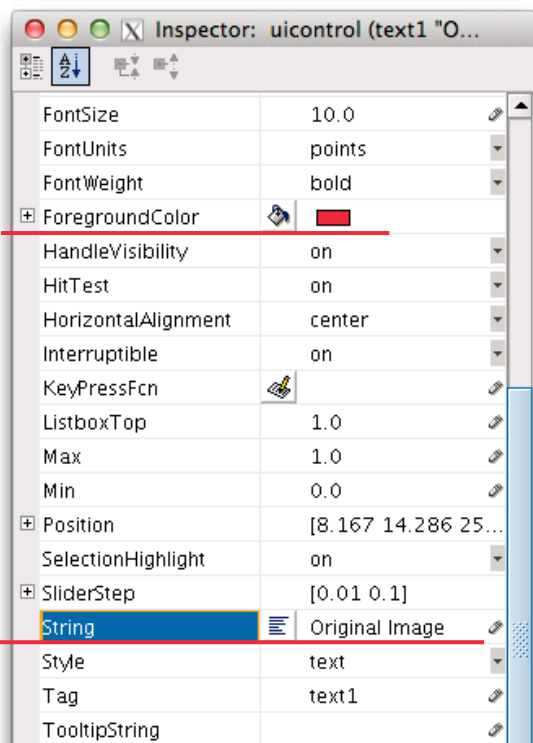 Inspector: uicontrol (text1 "O...
FontSize 10.0
FontUnits points
FontWeight bold
ForegroundColor
HandleVisibility on
HitTest on
HorizontalAlignment center
Interruptible on
KeyPressFcn
ListboxTop 1.0
Max 1.0
Min 0.0
Position [8.167 14.286 25...
SelectionHighlight on
SliderStep [0.01 0.1]
String Original Image
Style text
Tag text1
TooltipString